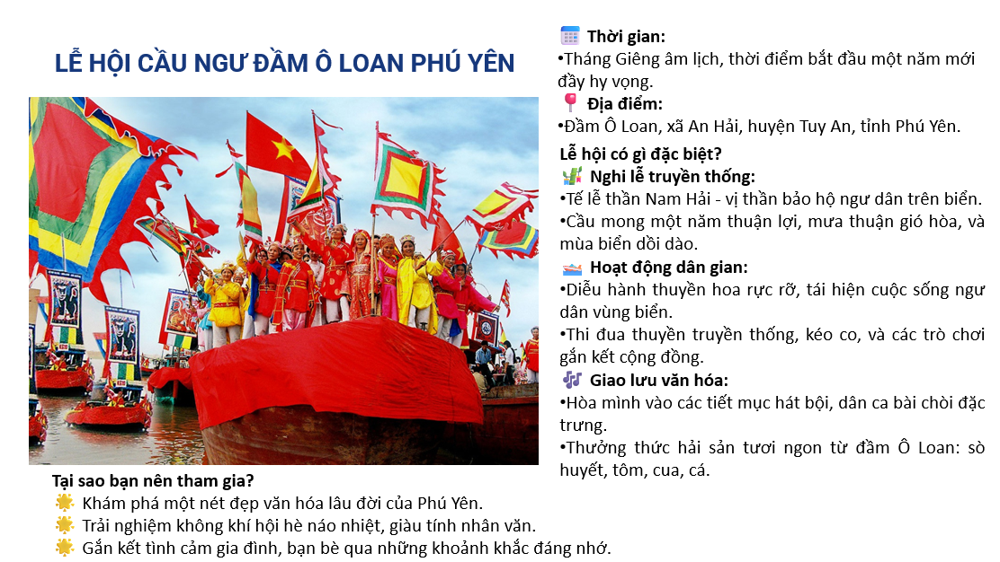 LỄ HỘI CẦU NGƯ ĐẦM Ô LOAN PHÚ YÊN
Thời gian:
•Tháng Giêng âm lịch, thời điểm bắt đầu một năm mới
đầy hy vọng.
Địa điểm:
•Đầm Ô Loan, xã An Hải, huyện Tuy An, tỉnh Phú Yên.
Lễ hội có gì đặc biệt?
Nghi lễ truyền thống:
•Tế lễ thần Nam Hải - vị thần bảo hộ ngư dân trên biển.
•Cầu mong một năm thuận lợi, mưa thuận gió hòa, và
mùa biển dồi dào.
Hoạt động dân gian:
•Diễu hành thuyền hoa rực rỡ, tái hiện cuộc sống ngư
dân vùng biển.
•Thi đua thuyền truyền thống, kéo co, và các trò chơi
gắn kết cộng đồng.
Giao lưu văn hóa:
•Hòa mình vào các tiết mục hát bội, dân ca bài chòi đặc
trưng.
•Thưởng thức hải sản tươi ngon từ đầm Ô Loan: sò
huyết, tôm, cua, cá.
Tại sao bạn nên tham gia?
Khám phá một nét đẹp văn hóa lâu đời của Phú Yên.
Trải nghiệm không khí hội hè náo nhiệt, giàu tính nhân văn.
Gắn kết tình cảm gia đình, bạn bè qua những khoảnh khắc đáng nhớ.